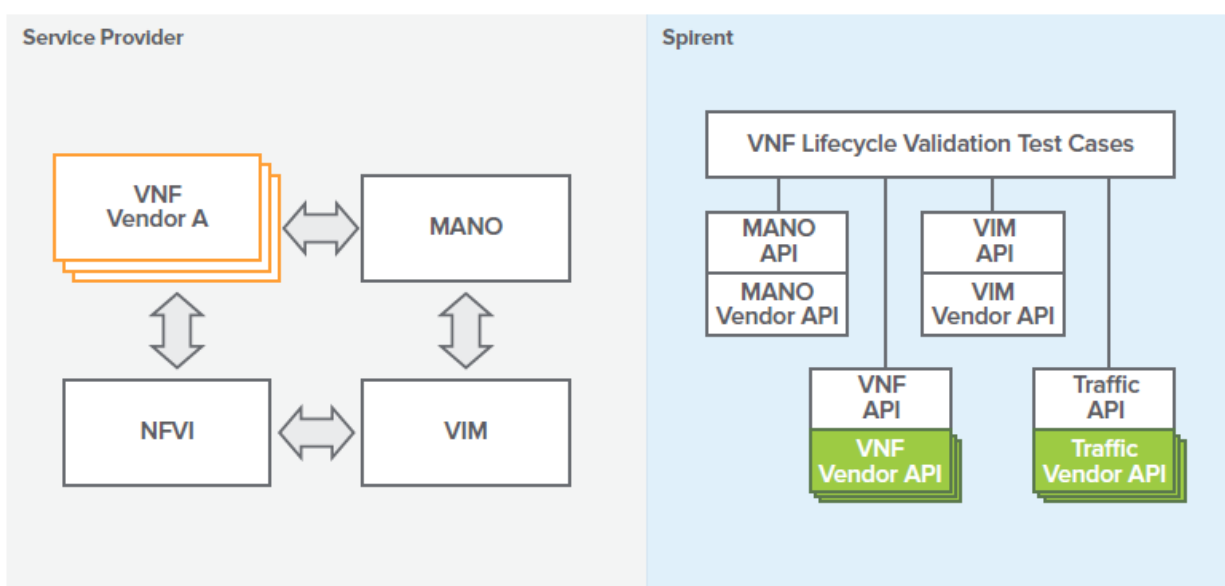 Service Provider
VNF
Vendor A
MANO
NFVI
VIM
Spirent
VNF Lifecycle Validation Test Cases
MANO
API
MANO
Vendor API
VIM
API
VIM
Vendor API
VNF
API
VNF
Vendor API
Traffic
API
Traffic
Vendor API